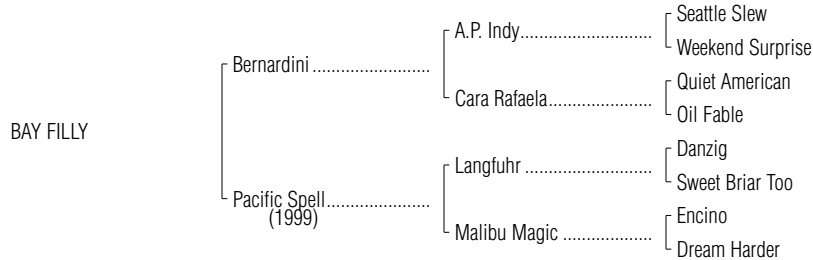 Seattle Slew
A.P. Indy..............................
Weekend Surprise
Bernardini .........................
Quiet American
Cara Rafaela........................
Oil Fable
BAY FILLY
Danzig
Langfuhr .............................
Sweet Briar Too
Pacific Spell......................
(1999)
Encino
Malibu Magic ....................
Dream Harder